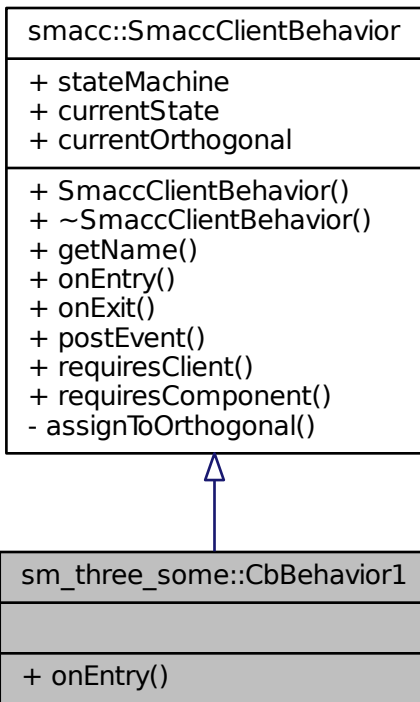 smacc::SmaccClientBehavior
+ stateMachine
+ currentState
+ currentOrthogonal
+ SmaccClientBehavior()
+ ~SmaccClientBehavior()
+ getName()
+ onEntry()
+ onExit()
+ postEvent()
+ requiresClient()
+ requiresComponent()
- assignToOrthogonal()
sm_three_some::CbBehavior1
+ onEntry()